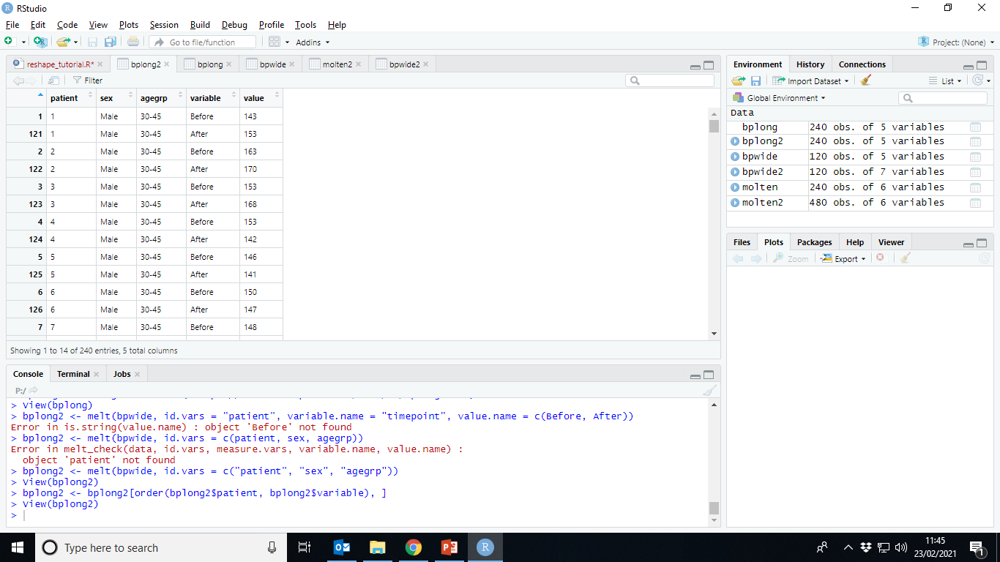 RStudio
File Edit Code View Plots Session Build Debug Profile Tools Help
Go to file/function Addins Project: (None)
reshape_tutorial.R* bplong2 bplong bpwide molten2 bpwide2
Filter
patient sex agegrp variable value
1 1 Male 30-45 Before 143
121 1 Male 30-45 After 153
2 2 Male 30-45 Before 163
122 2 Male 30-45 After 170
3 3 Male 30-45 Before 153
123 3 Male 30-45 After 168
4 4 Male 30-45 Before 153
124 4 Male 30-45 After 142
5 5 Male 30-45 Before 146
125 5 Male 30-45 After 141
6 6 Male 30-45 Before 150
126 6 Male 30-45 After 147
7 7 Male 30-45 Before 148
Showing 1 to 14 of 240 entries, 5 total columns
Console Terminal Jobs
P:/
> View(bplong)
> bplong2 <- melt(bpwide, id.vars = "patient", variable.name = "timepoint", value.name = c(Before, After))
Error in is.string(value.name) : object 'Before' not found
> bplong2 <- melt(bpwide, id.vars = c(patient, sex, agegrp))
Error in melt_check(data, id.vars, measure.vars, variable.name, value.name) :
object 'patient' not found
> bplong2 <- melt(bpwide, id.vars = c("patient", "sex", "agegrp"))
> View(bplong2)
> bplong2 <- bplong2[order(bplong2$patient, bplong2$variable), ]
> View(bplong2)
>
Environment History Connections
Import Dataset List
Global Environment
Data
bplong 240 obs. of 5 variables
bplong2 240 obs. of 5 variables
bpwide 120 obs. of 5 variables
bpwide2 120 obs. of 7 variables
molten 240 obs. of 6 variables
molten2 480 obs. of 6 variables
Files Plots Packages Help Viewer
Zoom Export
Type here to search
11:45
23/02/2021
1